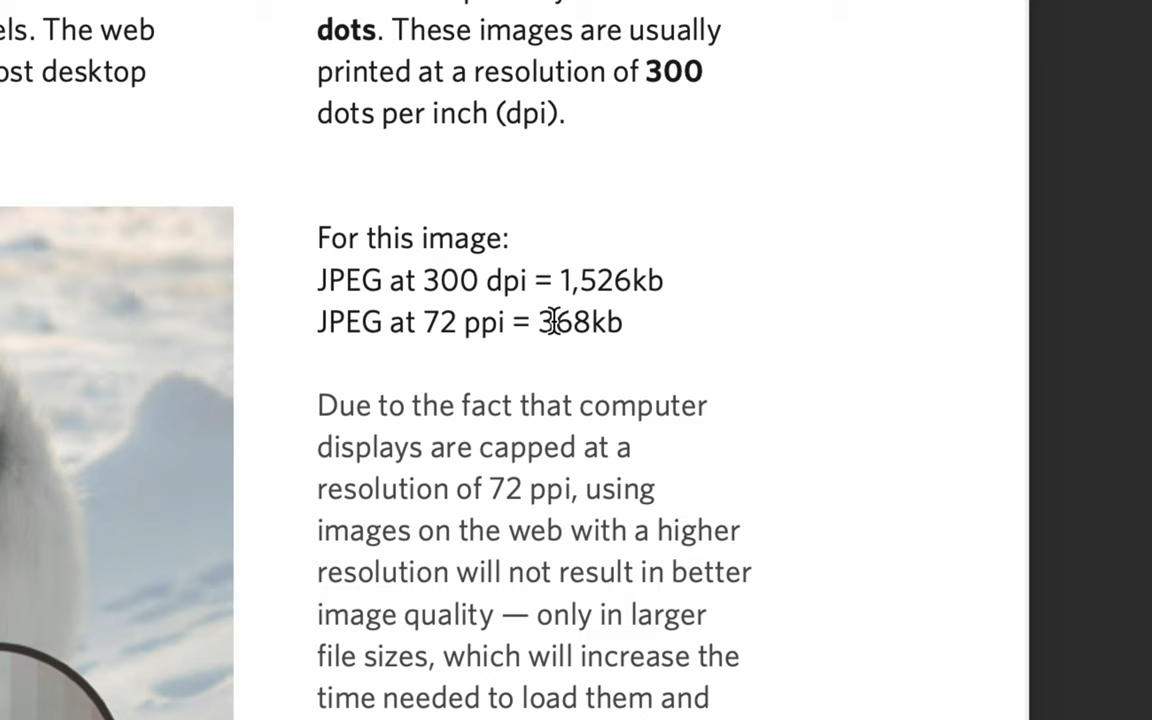 els. The web
ost desktop
dots. These images are usually
printed at a resolution of 300
dots per inch (dpi).
For this image:
JPEG at 300 dpi = 1,526kb
JPEG at 72 ppi = 368kb
Due to the fact that computer
displays are capped at a
resolution of 72 ppi, using
images on the web with a higher
resolution will not result in better
image quality — only in larger
file sizes, which will increase the
time needed to load them and